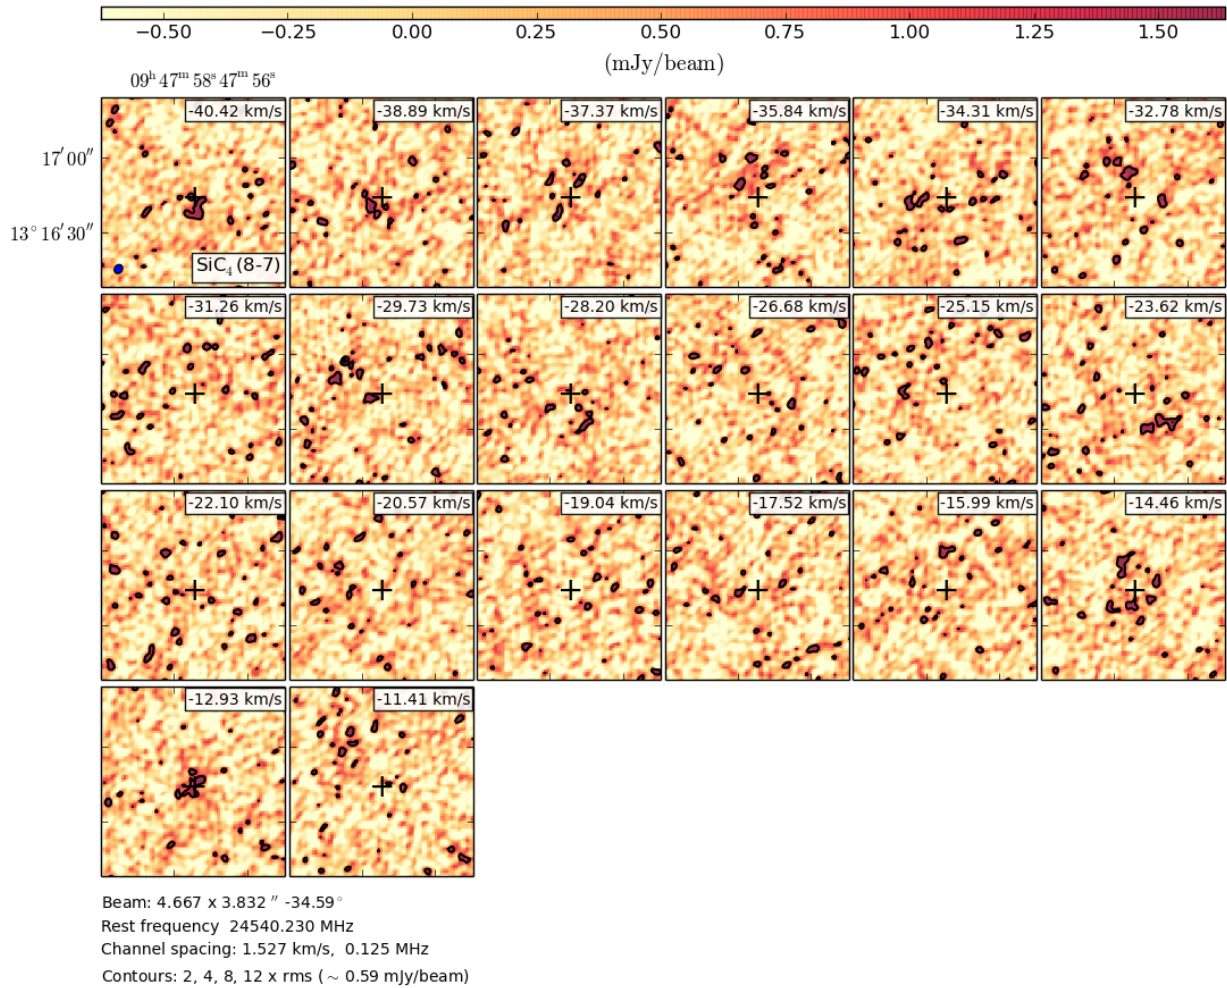 −0.50 −0.25 0.00 0.25 0.50 0.75 1.00 1.25 1.50
(mJy/beam)
09ʰ 47ᵐ 58ˢ 47ᵐ 56ˢ
-40.42 km/s -38.89 km/s -37.37 km/s -35.84 km/s -34.31 km/s -32.78 km/s
17′ 00″
13° 16′ 30″
SiC₄ (8-7)
-31.26 km/s -29.73 km/s -28.20 km/s -26.68 km/s -25.15 km/s -23.62 km/s
-22.10 km/s -20.57 km/s -19.04 km/s -17.52 km/s -15.99 km/s -14.46 km/s
-12.93 km/s -11.41 km/s
Beam: 4.667 x 3.832 ″ -34.59°
Rest frequency 24540.230 MHz
Channel spacing: 1.527 km/s, 0.125 MHz
Contours: 2, 4, 8, 12 x rms (∼ 0.59 mJy/beam)